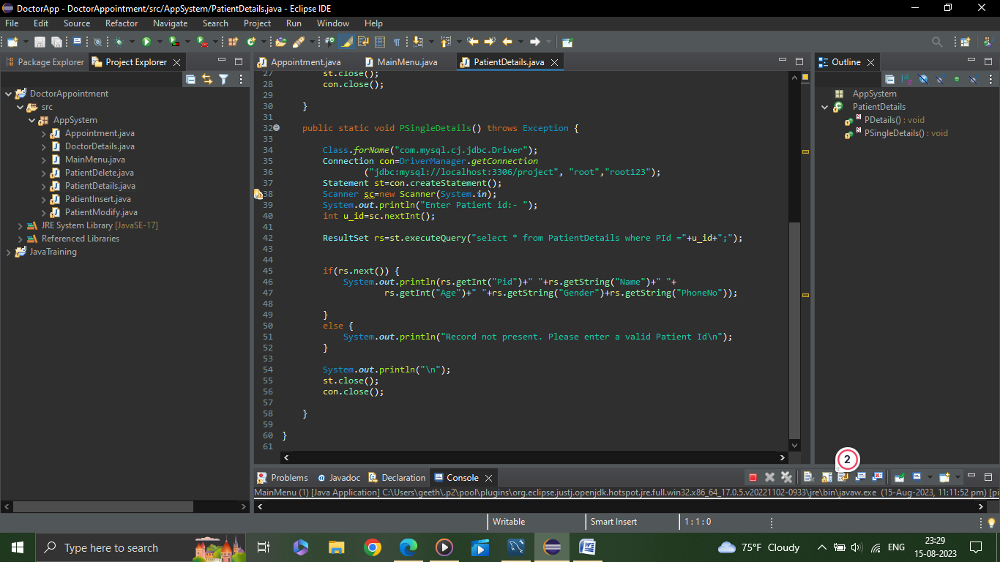 DoctorApp - DoctorAppointment/src/AppSystem/PatientDetails.java - Eclipse IDE
File Edit Source Refactor Navigate Search Project Run Window Help
Package Explorer Project Explorer
DoctorAppointment
src
AppSystem
Appointment.java
DoctorDetails.java
MainMenu.java
PatientDelete.java
PatientDetails.java
PatientInsert.java
PatientModify.java
JRE System Library [JavaSE-17]
Referenced Libraries
JavaTraining
Appointment.java MainMenu.java PatientDetails.java
27 st.close();
28 con.close();
29
30 }
31
32 public static void PSingleDetails() throws Exception {
33
34 Class.forName("com.mysql.cj.jdbc.Driver");
35 Connection con=DriverManager.getConnection
36 ("jdbc:mysql://localhost:3306/project", "root","root123");
37 Statement st=con.createStatement();
38 Scanner sc=new Scanner(System.in);
39 System.out.println("Enter Patient id:- ");
40 int u_id=sc.nextInt();
41
42 ResultSet rs=st.executeQuery("select * from PatientDetails where PId ="+u_id+";");
43
44
45 if(rs.next()) {
46 System.out.println(rs.getInt("Pid")+" "+rs.getString("Name")+" "+
47 rs.getInt("Age")+" "+rs.getString("Gender")+rs.getString("PhoneNo"));
48
49 }
50 else {
51 System.out.println("Record not present. Please enter a valid Patient Id\n");
52 }
53
54 System.out.println("\n");
55 st.close();
56 con.close();
57
58 }
59
60 }
61
Outline
AppSystem
PatientDetails
PDetails() : void
PSingleDetails() : void
2
Problems Javadoc Declaration Console
MainMenu (1) [Java Application] C:\Users\geeth\.p2\pool\plugins\org.eclipse.justj.openjdk.hotspot.jre.full.win32.x86_64_17.0.5.v20221102-0933\jre\bin\javaw.exe (15-Aug-2023, 11:11:52 pm) [pi
Writable Smart Insert 1 : 1 : 0
Type here to search
75°F Cloudy ENG 23:29
15-08-2023